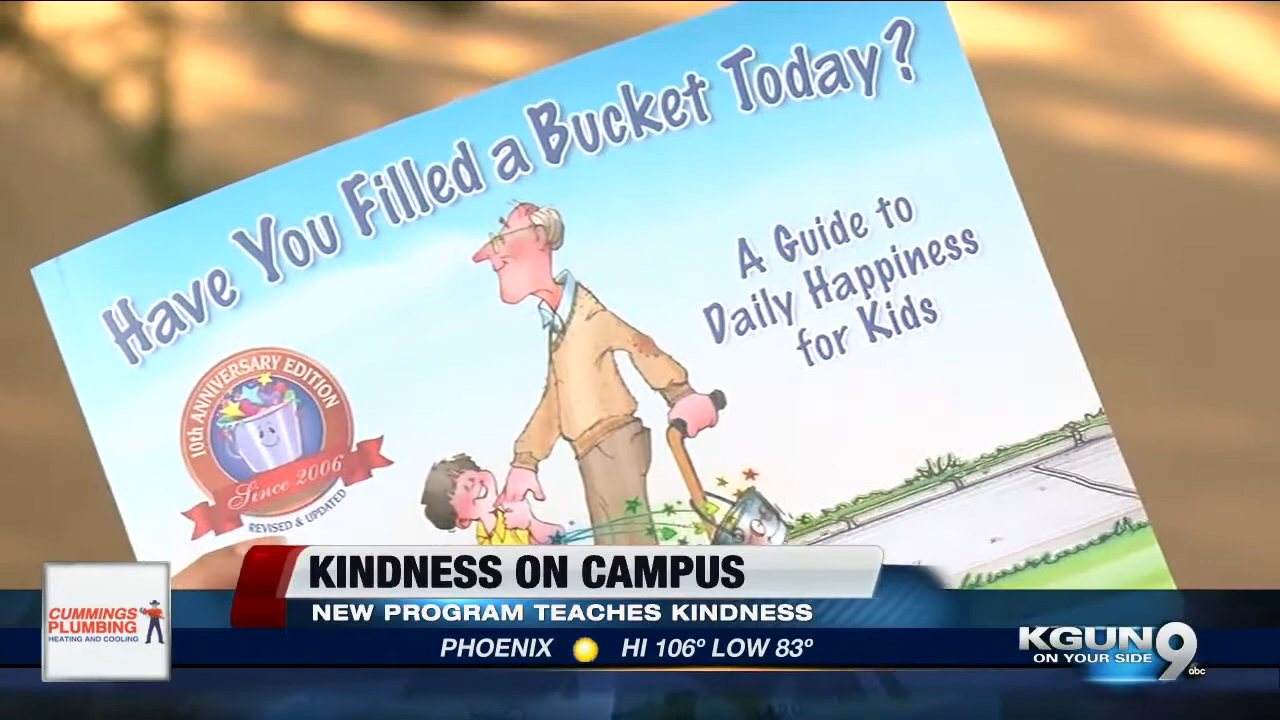 Have You Filled a Bucket Today?
A Guide to
Daily Happiness
for Kids
10th ANNIVERSARY EDITION
Since 2006
REVISED & UPDATED
KINDNESS ON CAMPUS
NEW PROGRAM TEACHES KINDNESS
CUMMINGS
PLUMBING
HEATING AND COOLING
PHOENIX HI 106º LOW 83º
KGUN 9
ON YOUR SIDE
abc